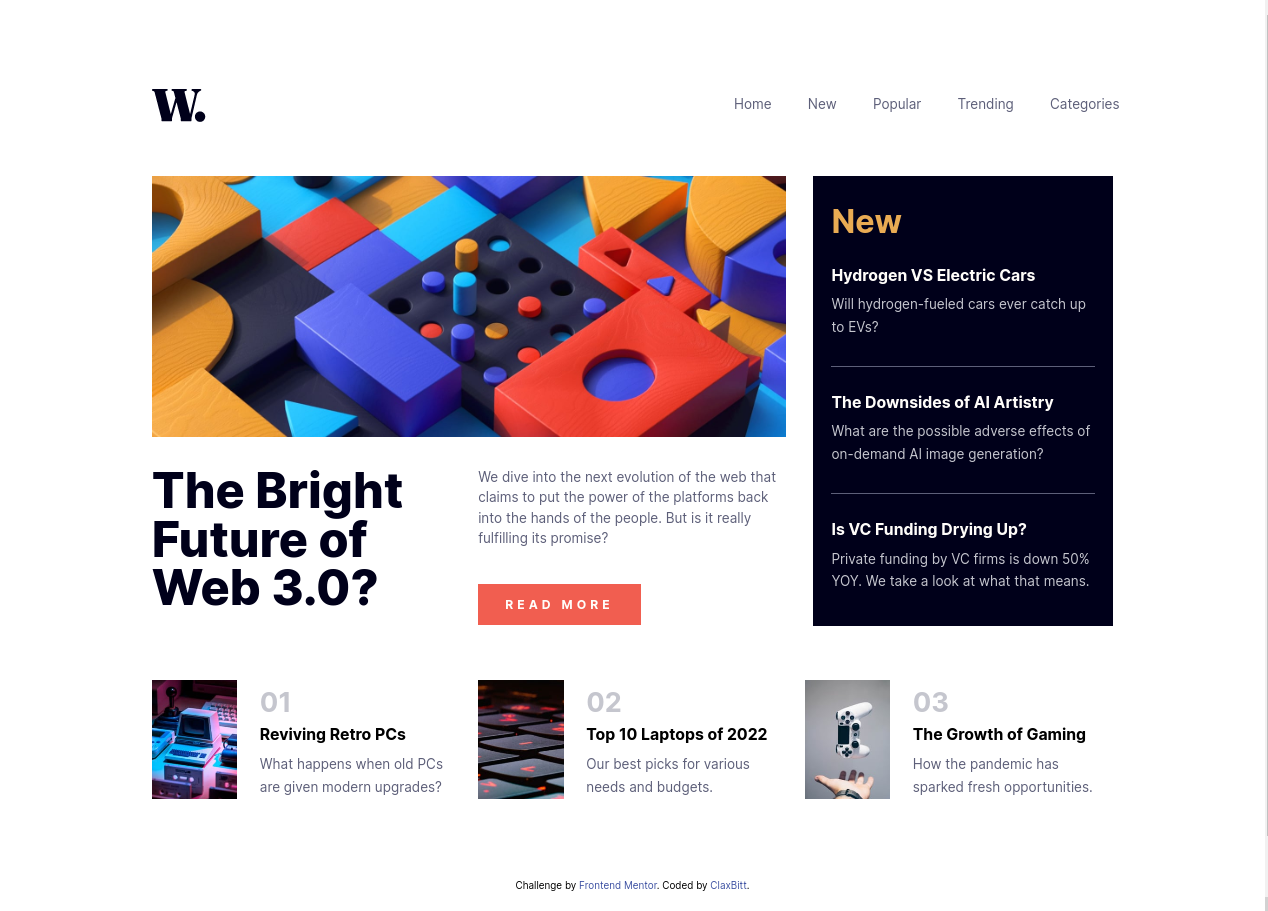 W.
Home New Popular Trending Categories
The Bright
Future of
Web 3.0?
We dive into the next evolution of the web that
claims to put the power of the platforms back
into the hands of the people. But is it really
fulfilling its promise?
READ MORE
New
Hydrogen VS Electric Cars
Will hydrogen-fueled cars ever catch up
to EVs?
The Downsides of AI Artistry
What are the possible adverse effects of
on-demand AI image generation?
Is VC Funding Drying Up?
Private funding by VC firms is down 50%
YOY. We take a look at what that means.
01
Reviving Retro PCs
What happens when old PCs
are given modern upgrades?
02
Top 10 Laptops of 2022
Our best picks for various
needs and budgets.
03
The Growth of Gaming
How the pandemic has
sparked fresh opportunities.
Challenge by Frontend Mentor. Coded by ClaxBitt.